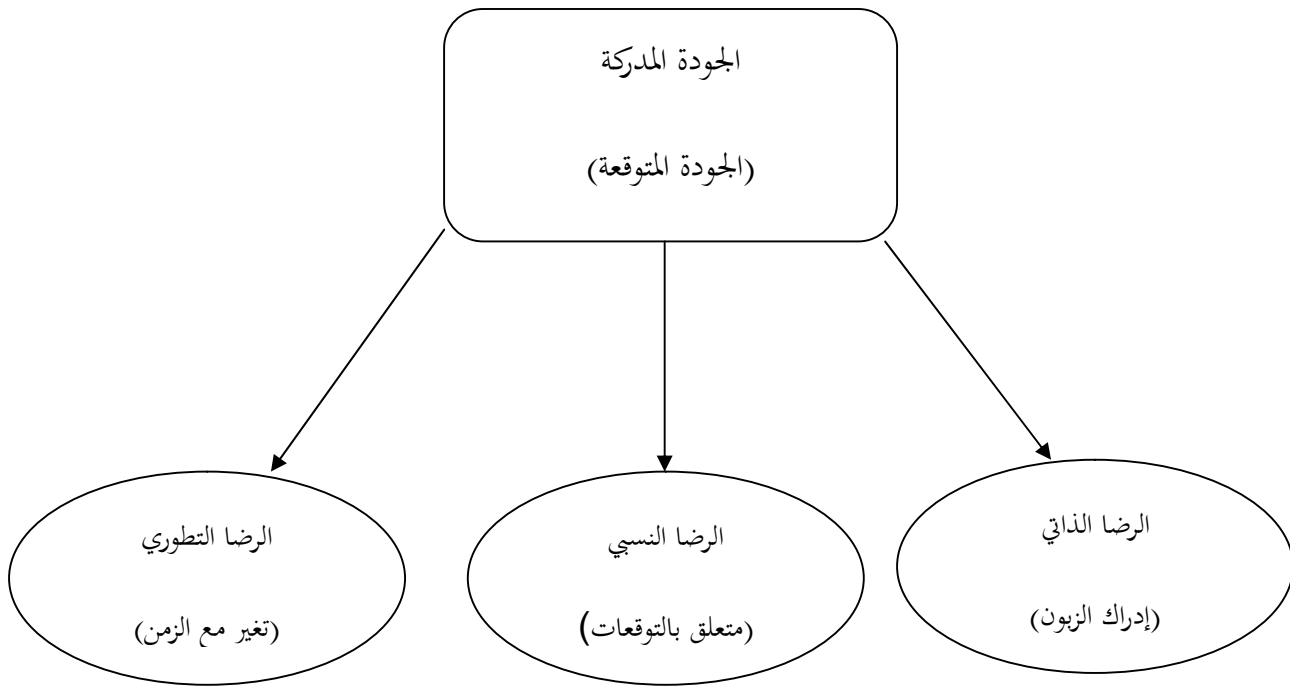 الجودة المدركة
(الجودة المتوقعة)
الرضا الذاتي
(إدراك الزبون)
الرضا النسبي
(متعلق بالتوقعات)
الرضا التطوري
(تغير مع الزمن)